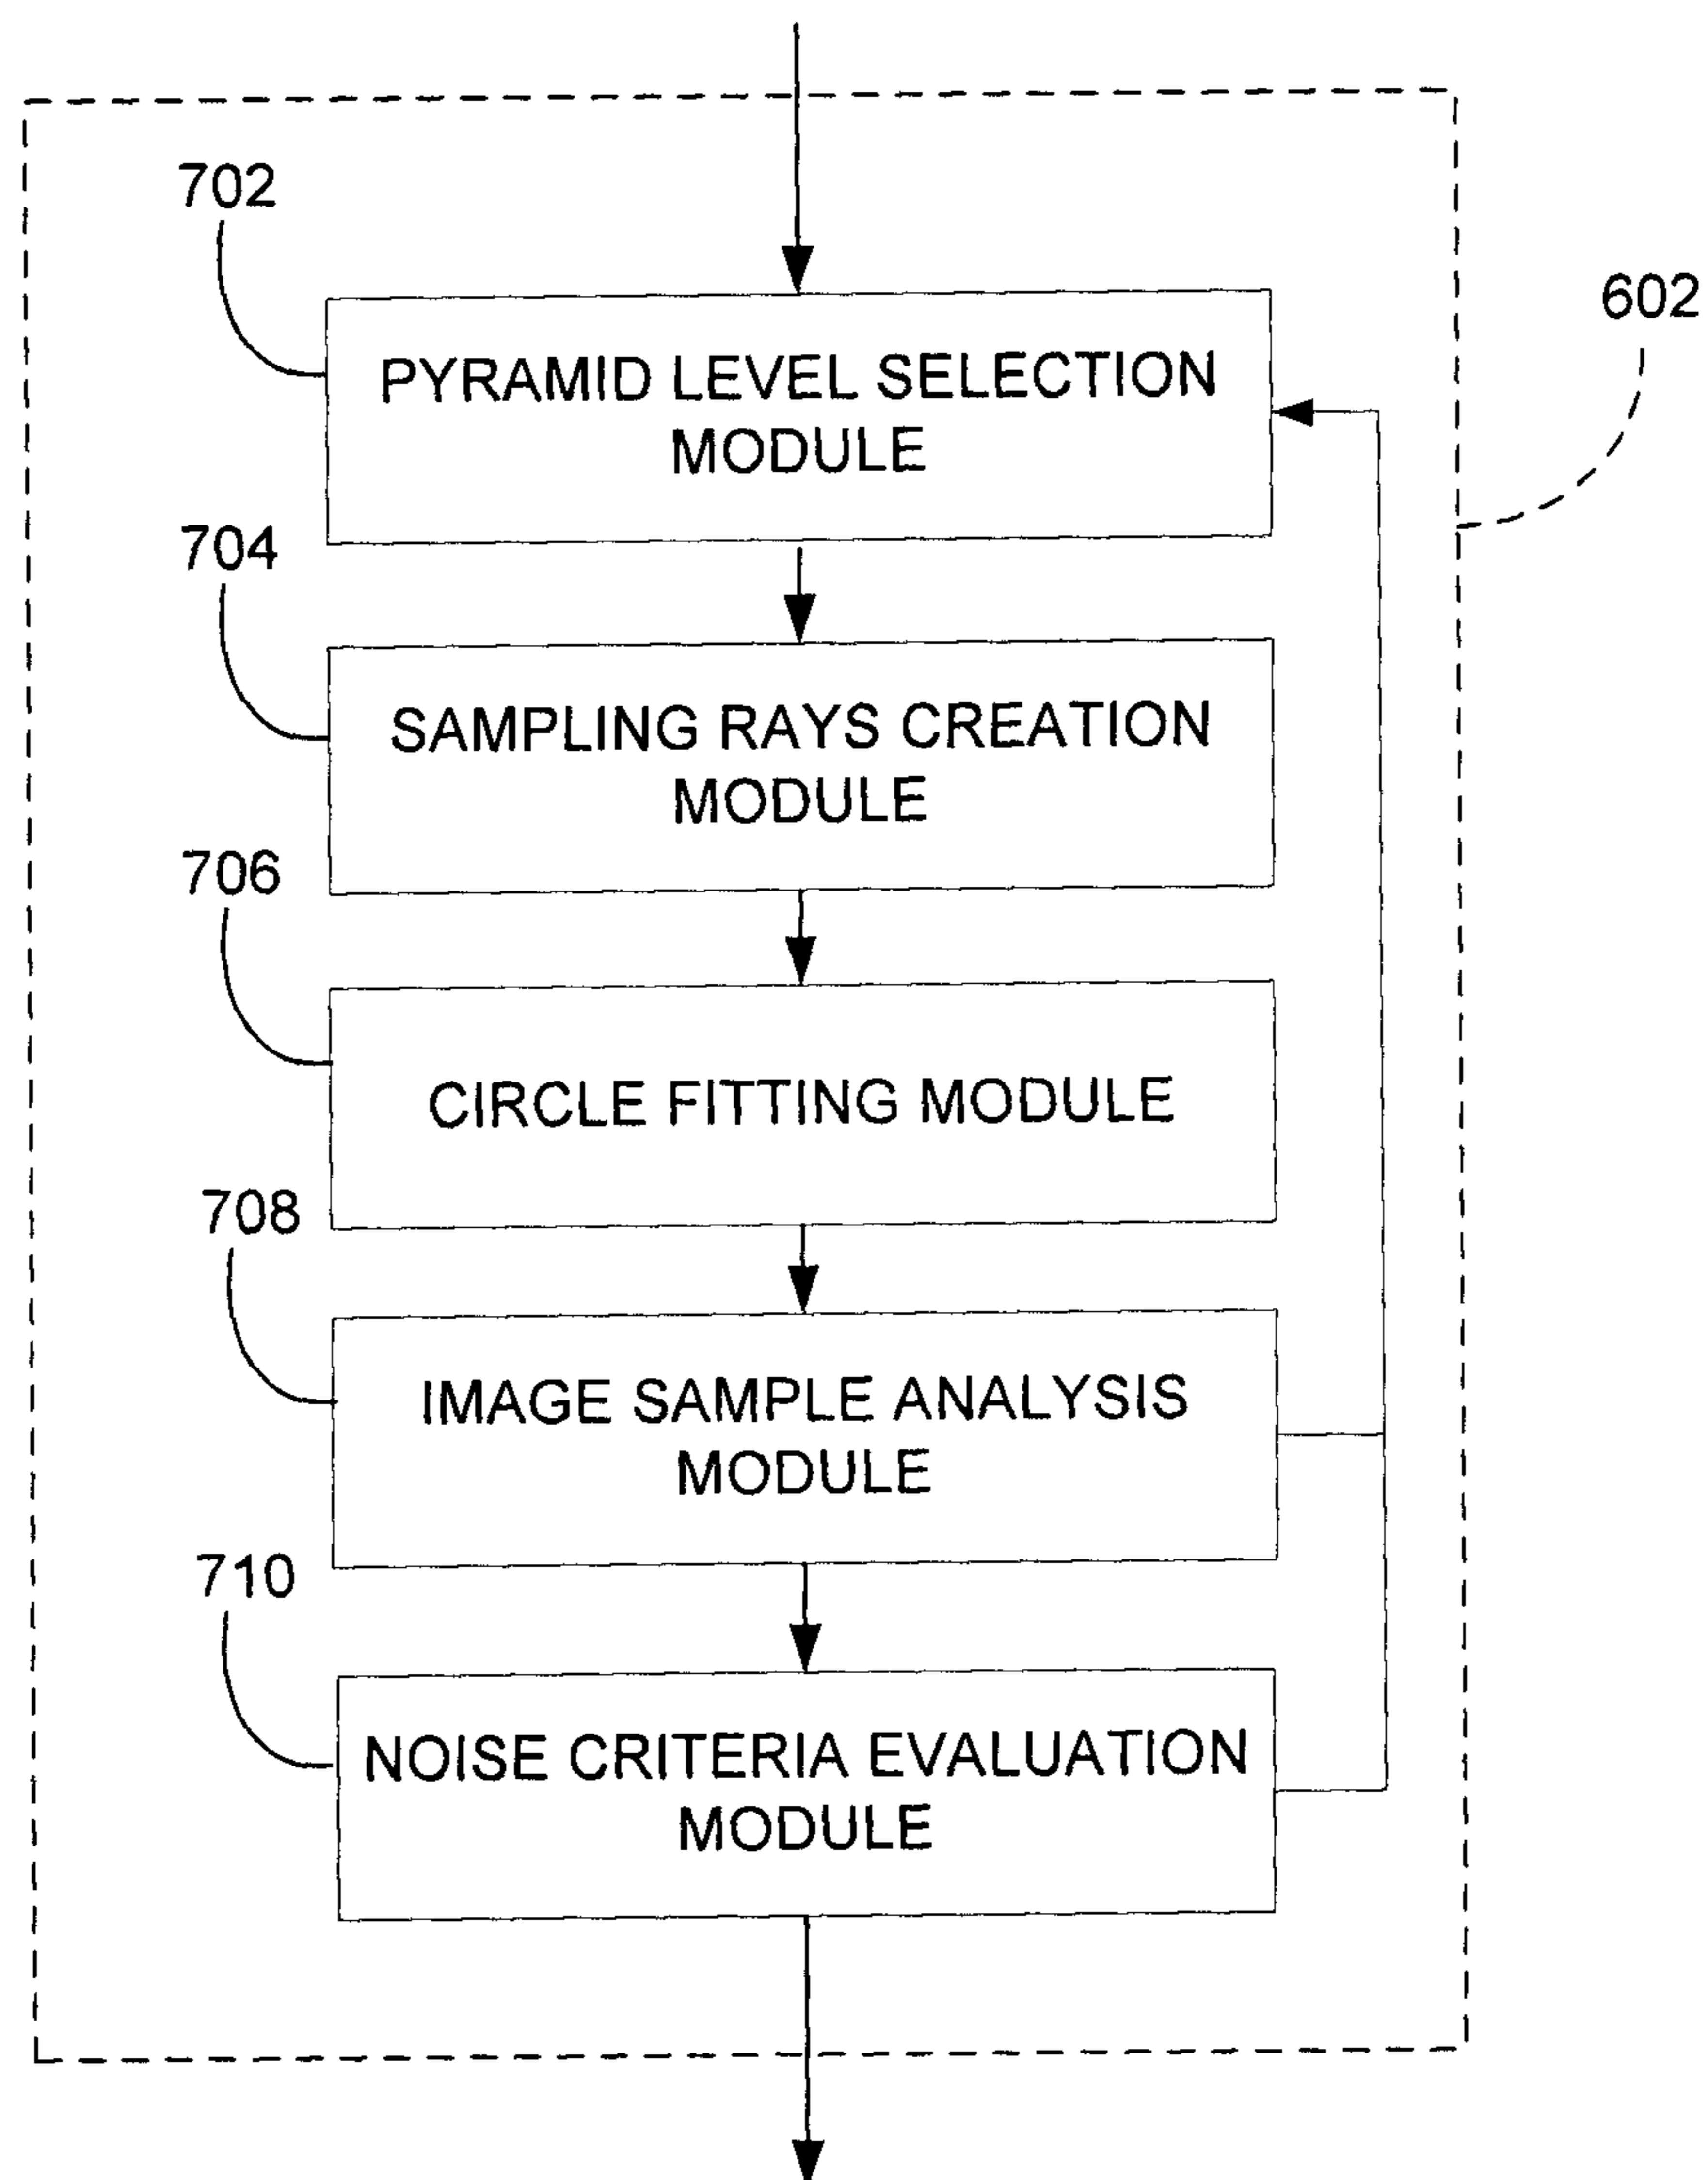 702
602
PYRAMID LEVEL SELECTION
MODULE
704
SAMPLING RAYS CREATION
MODULE
706
CIRCLE FITTING MODULE
708
IMAGE SAMPLE ANALYSIS
MODULE
710
NOISE CRITERIA EVALUATION
MODULE